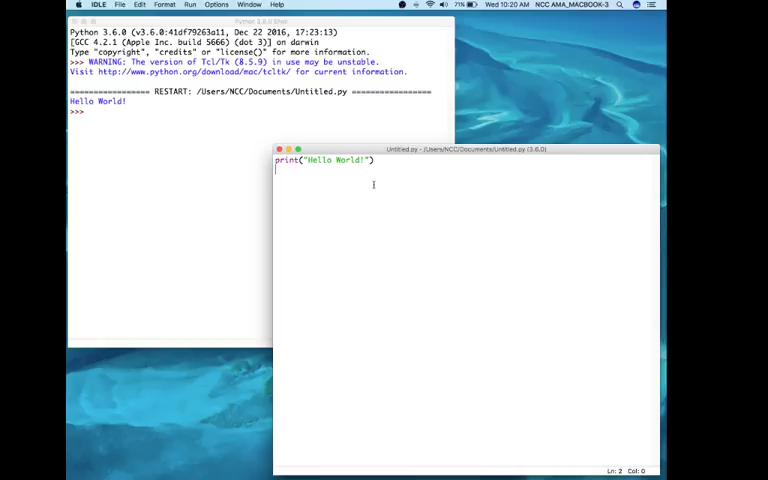 IDLE File Edit Format Run Options Window Help 71% Wed 10:20 AM NCC AMA_MACBOOK-3
Python 3.6.0 Shell
Python 3.6.0 (v3.6.0:41df79263a11, Dec 22 2016, 17:23:13)
[GCC 4.2.1 (Apple Inc. build 5666) (dot 3)] on darwin
Type "copyright", "credits" or "license()" for more information.
>>> WARNING: The version of Tcl/Tk (8.5.9) in use may be unstable.
Visit http://www.python.org/download/mac/tcltk/ for current information.
================= RESTART: /Users/NCC/Documents/Untitled.py =================
Hello World!
>>>
Untitled.py - /Users/NCC/Documents/Untitled.py (3.6.0)
print("Hello World!")
Ln: 2 Col: 0